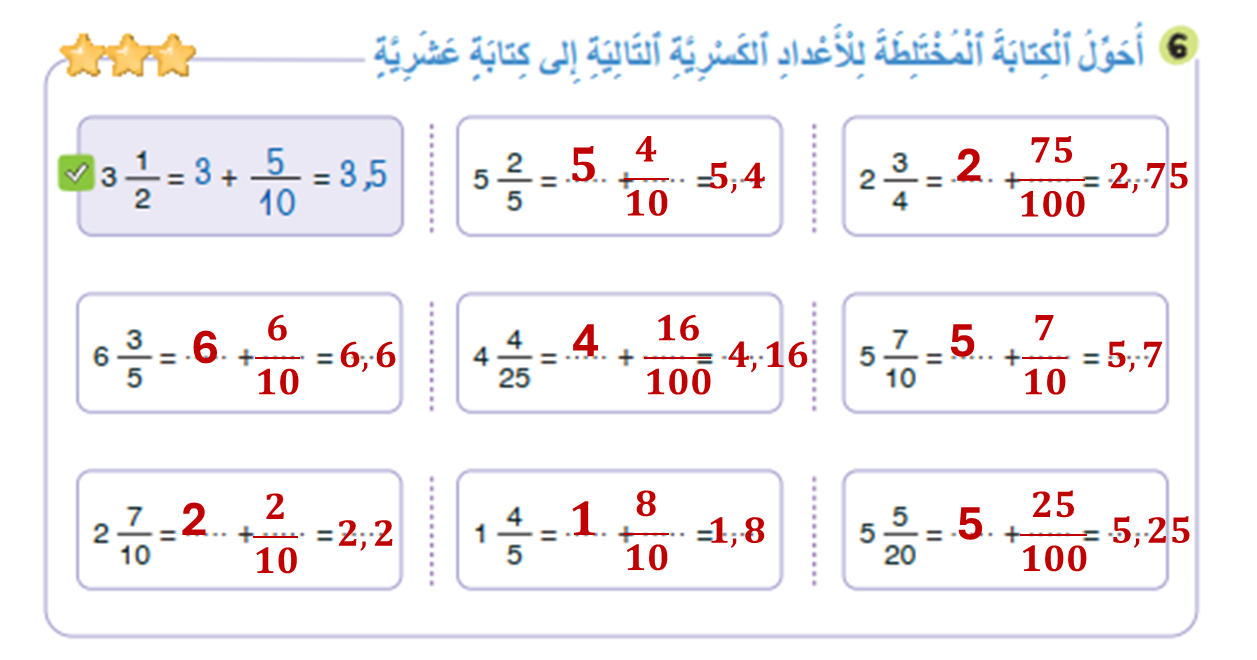 6 أُحَوِّلُ ٱلْكِتابَةَ ٱلْمُخْتَلِطَةَ لِلْأَعْدادِ ٱلكَسْرِيَّةِ ٱلتّالِيَةِ إِلى كِتابَةٍ عَشَرِيَّةٍ
3 1/2 = 3 + 5/10 = 3,5
5 2/5 = 5 + 4/10 = 5,4
2 3/4 = 2 + 75/100 = 2,75
6 3/5 = 6 + 6/10 = 6,6
4 4/25 = 4 + 16/100 = 4,16
5 7/10 = 5 + 7/10 = 5,7
2 7/10 = 2 + 2/10 = 2,2
1 4/5 = 1 + 8/10 = 1,8
5 5/20 = 5 + 25/100 = 5,25